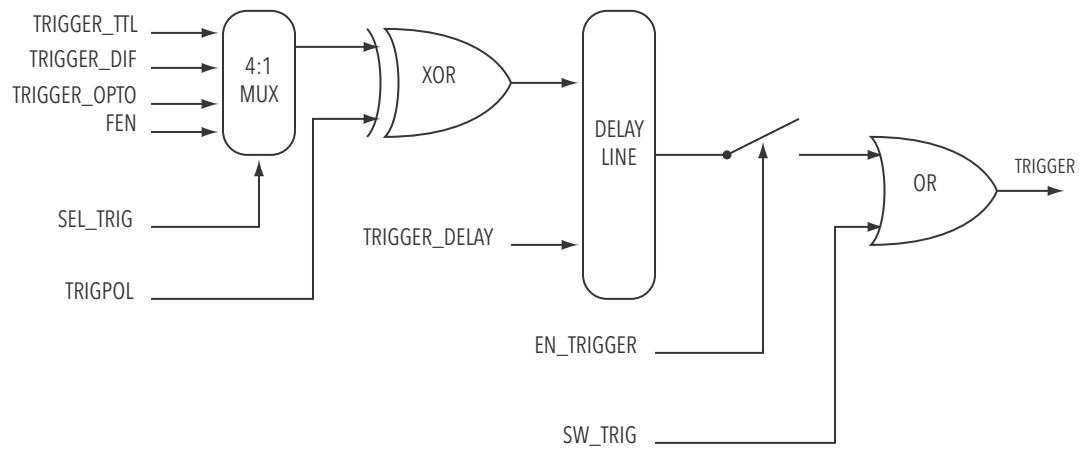 TRIGGER_TTL
TRIGGER_DIF
TRIGGER_OPTO
FEN
4:1
MUX
XOR
DELAY
LINE
OR
TRIGGER
SEL_TRIG
TRIGGER_DELAY
TRIGPOL
EN_TRIGGER
SW_TRIG